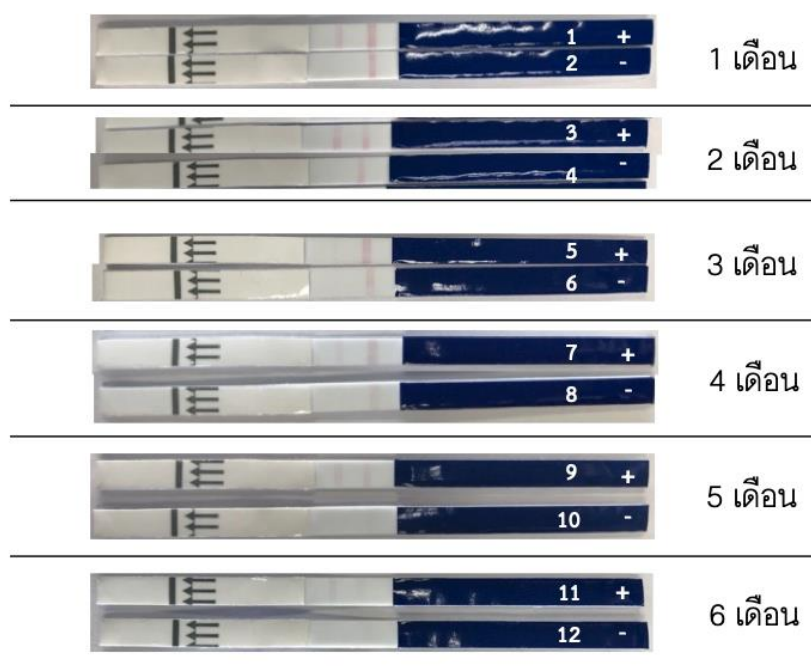 1 +
2 -
1 เดือน
3 +
4 -
2 เดือน
5 +
6 -
3 เดือน
7 +
8 -
4 เดือน
9 +
10 -
5 เดือน
11 +
12 -
6 เดือน